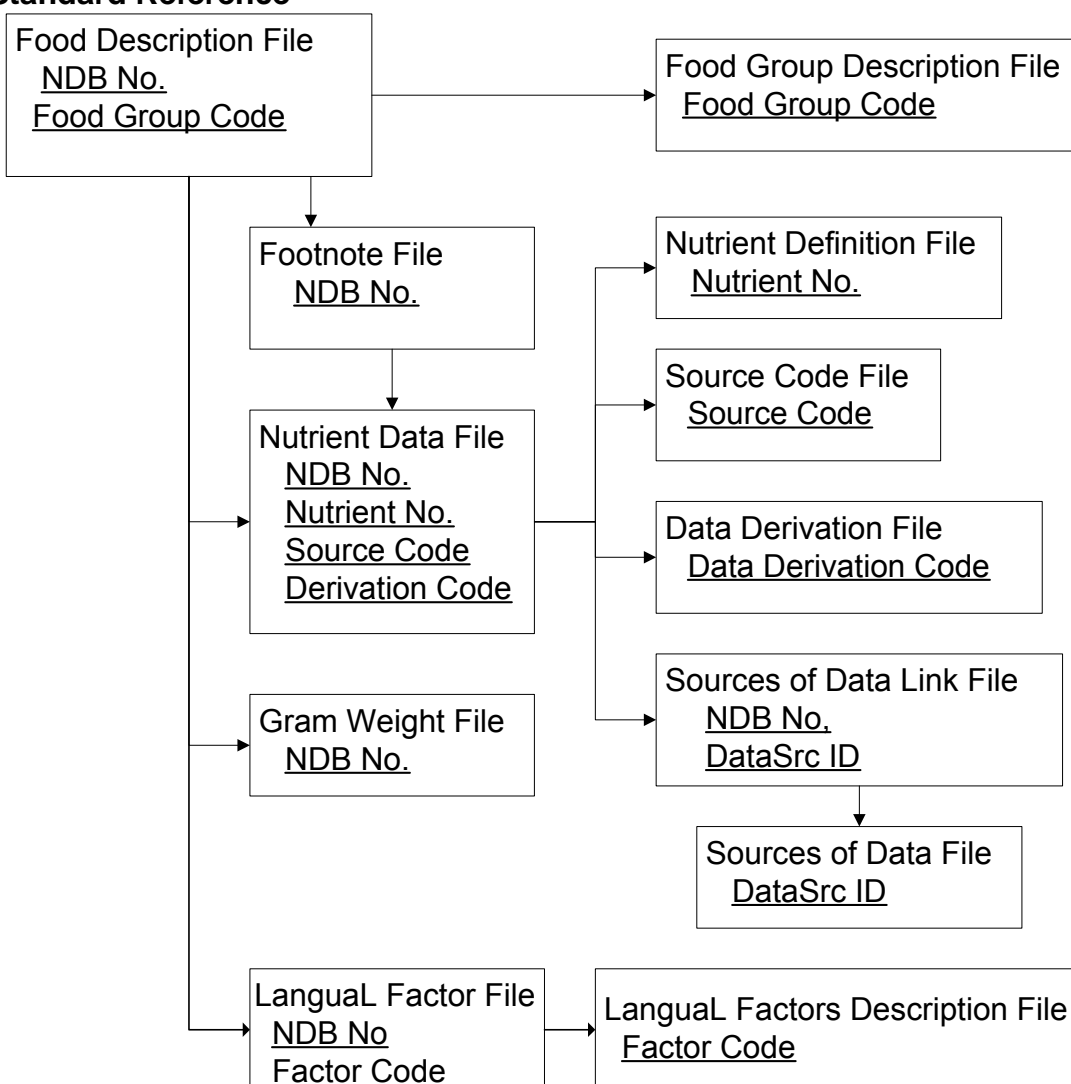 Standard Reference
Food Description File
NDB No.
Food Group Code
Food Group Description File
Food Group Code
Footnote File
NDB No.
Nutrient Definition File
Nutrient No.
Source Code File
Source Code
Nutrient Data File
NDB No.
Nutrient No.
Source Code
Derivation Code
Data Derivation File
Data Derivation Code
Sources of Data Link File
NDB No,
DataSrc ID
Gram Weight File
NDB No.
Sources of Data File
DataSrc ID
LanguaL Factor File
NDB No
Factor Code
LanguaL Factors Description File
Factor Code